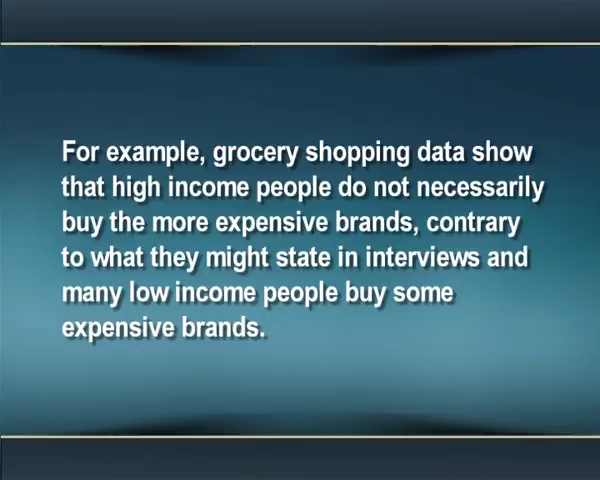 For example, grocery shopping data show
that high income people do not necessarily
buy the more expensive brands, contrary
to what they might state in interviews and
many low income people buy some
expensive brands.